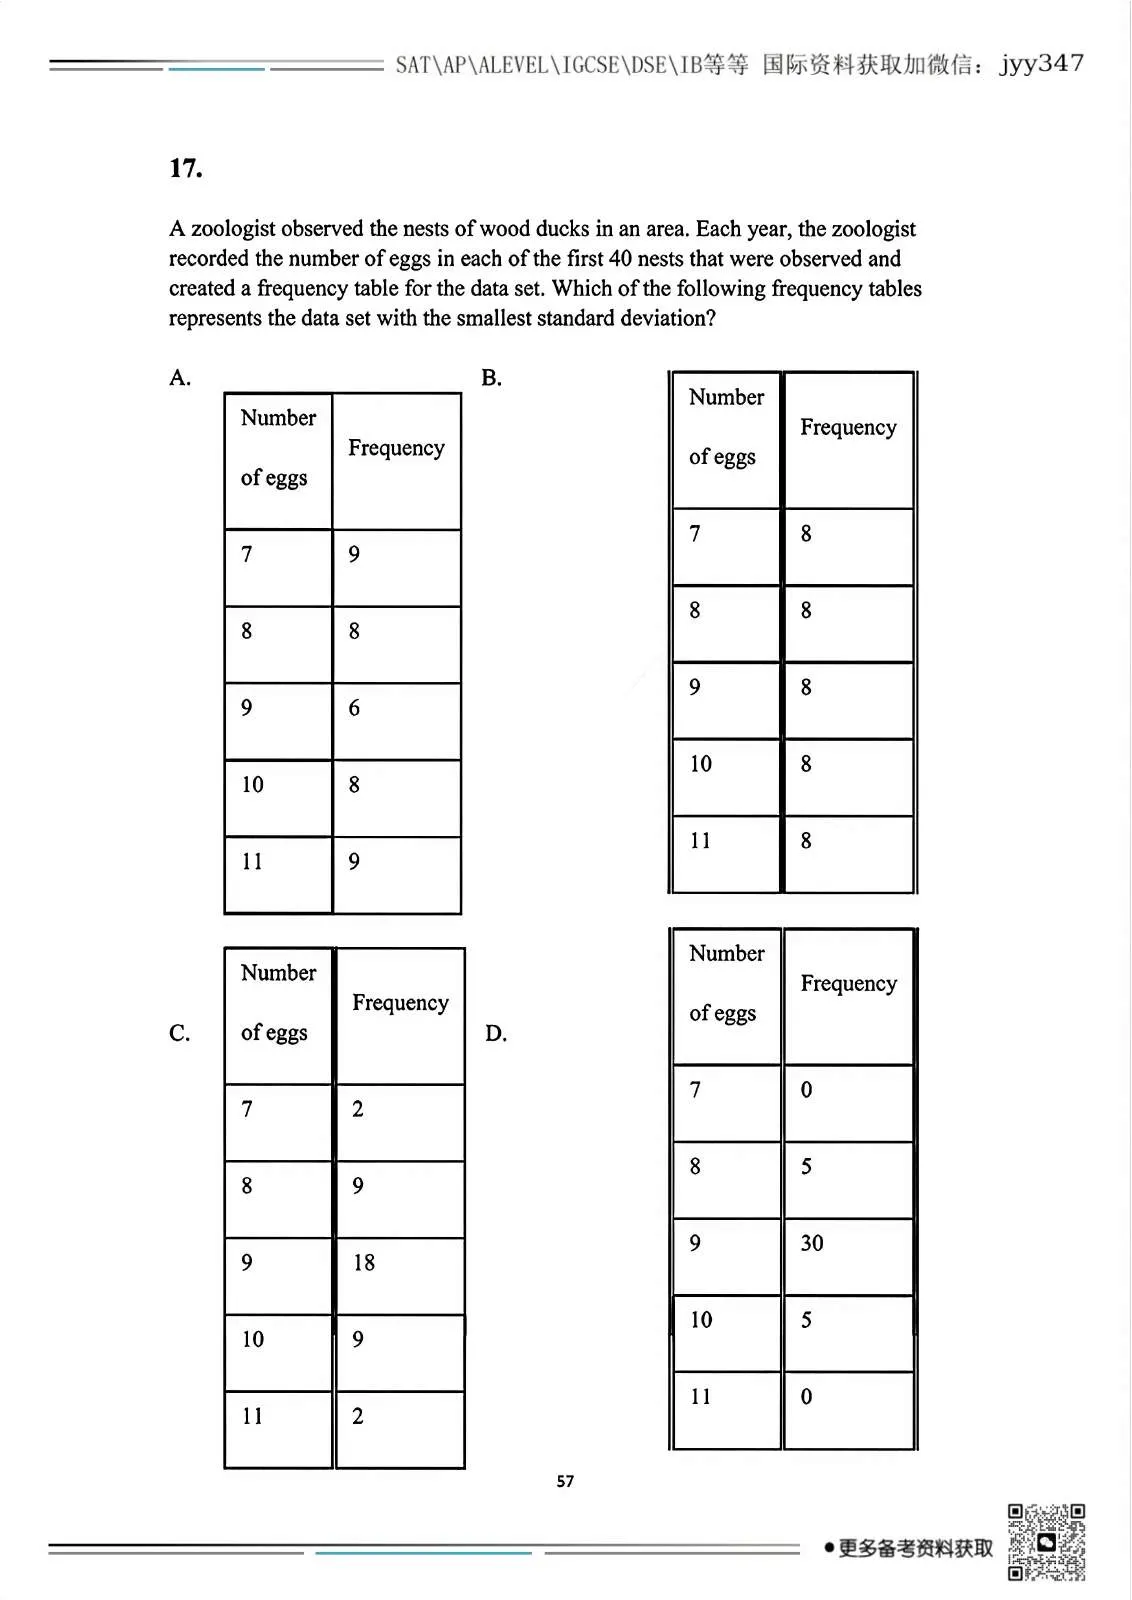 SAT\AP\ALEVEL\IGCSE\DSE\IB等等 国际资料获取加微信：jyy347
17.
A zoologist observed the nests of wood ducks in an area. Each year, the zoologist
recorded the number of eggs in each of the first 40 nests that were observed and
created a frequency table for the data set. Which of the following frequency tables
represents the data set with the smallest standard deviation?
A.
Number
of eggs
Frequency
7 9
8 8
9 6
10 8
11 9
B.
Number
of eggs
Frequency
7 8
8 8
9 8
10 8
11 8
C.
Number
of eggs
Frequency
7 2
8 9
9 18
10 9
11 2
D.
Number
of eggs
Frequency
7 0
8 5
9 30
10 5
11 0
57
●更多备考资料获取